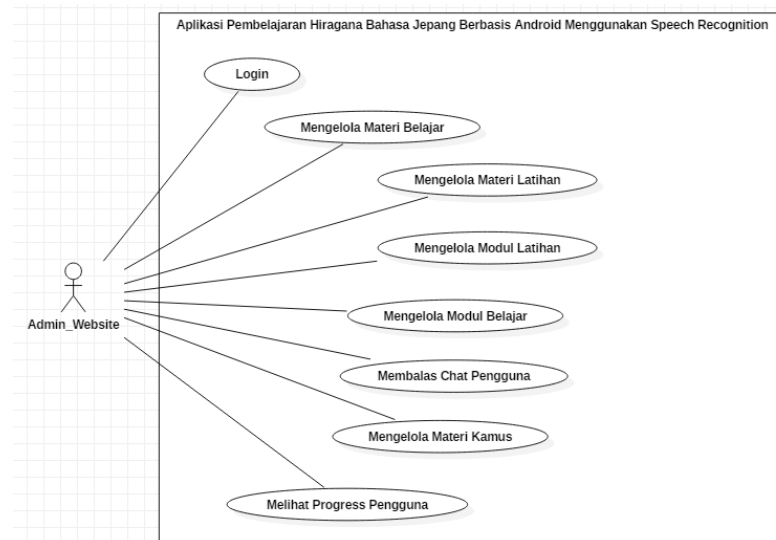 Aplikasi Pembelajaran Hiragana Bahasa Jepang Berbasis Android Menggunakan Speech Recognition
Login
Mengelola Materi Belajar
Mengelola Materi Latihan
Mengelola Modul Latihan
Admin_Website
Mengelola Modul Belajar
Membalas Chat Pengguna
Mengelola Materi Kamus
Melihat Progress Pengguna